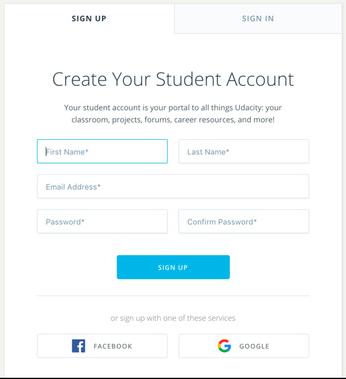 SIGN UP
SIGN IN
Create Your Student Account
Your student account is your portal to all things Udacity: your
classroom, projects, forums, career resources, and more!
First Name*
Last Name*
Email Address*
Password*
Confirm Password*
SIGN UP
or sign up with one of these services
FACEBOOK
GOOGLE